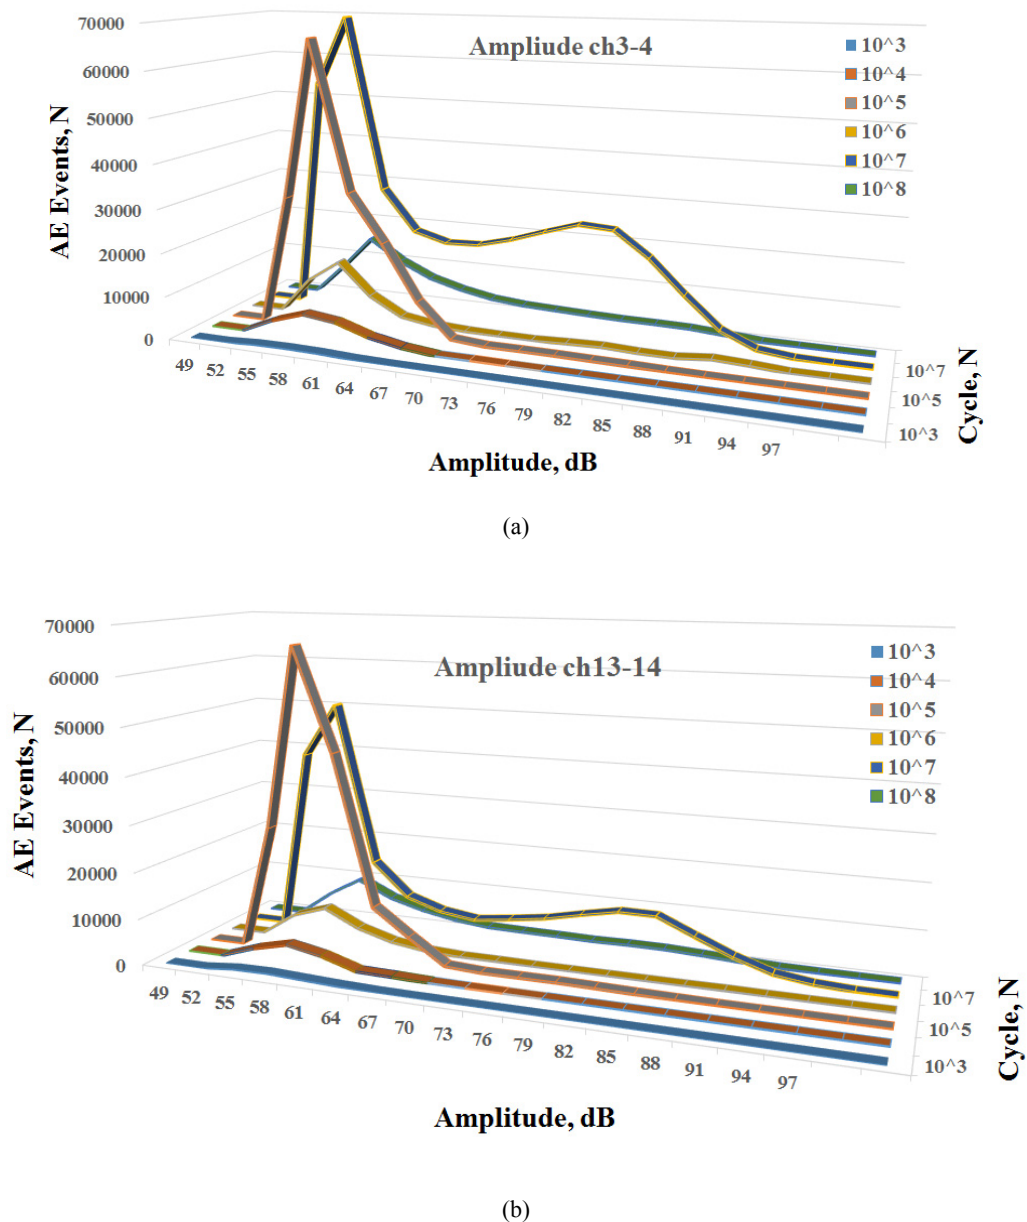 Ampliude ch3-4
AE Events, N
70000
60000
50000
40000
30000
20000
10000
0
10^3
10^4
10^5
10^6
10^7
10^8
49 52 55 58 61 64 67 70 73 76 79 82 85 88 91 94 97
Amplitude, dB
10^7
10^5
10^3
Cycle, N
(a)
Ampliude ch13-14
AE Events, N
70000
60000
50000
40000
30000
20000
10000
0
10^3
10^4
10^5
10^6
10^7
10^8
49 52 55 58 61 64 67 70 73 76 79 82 85 88 91 94 97
Amplitude, dB
10^7
10^5
10^3
Cycle, N
(b)